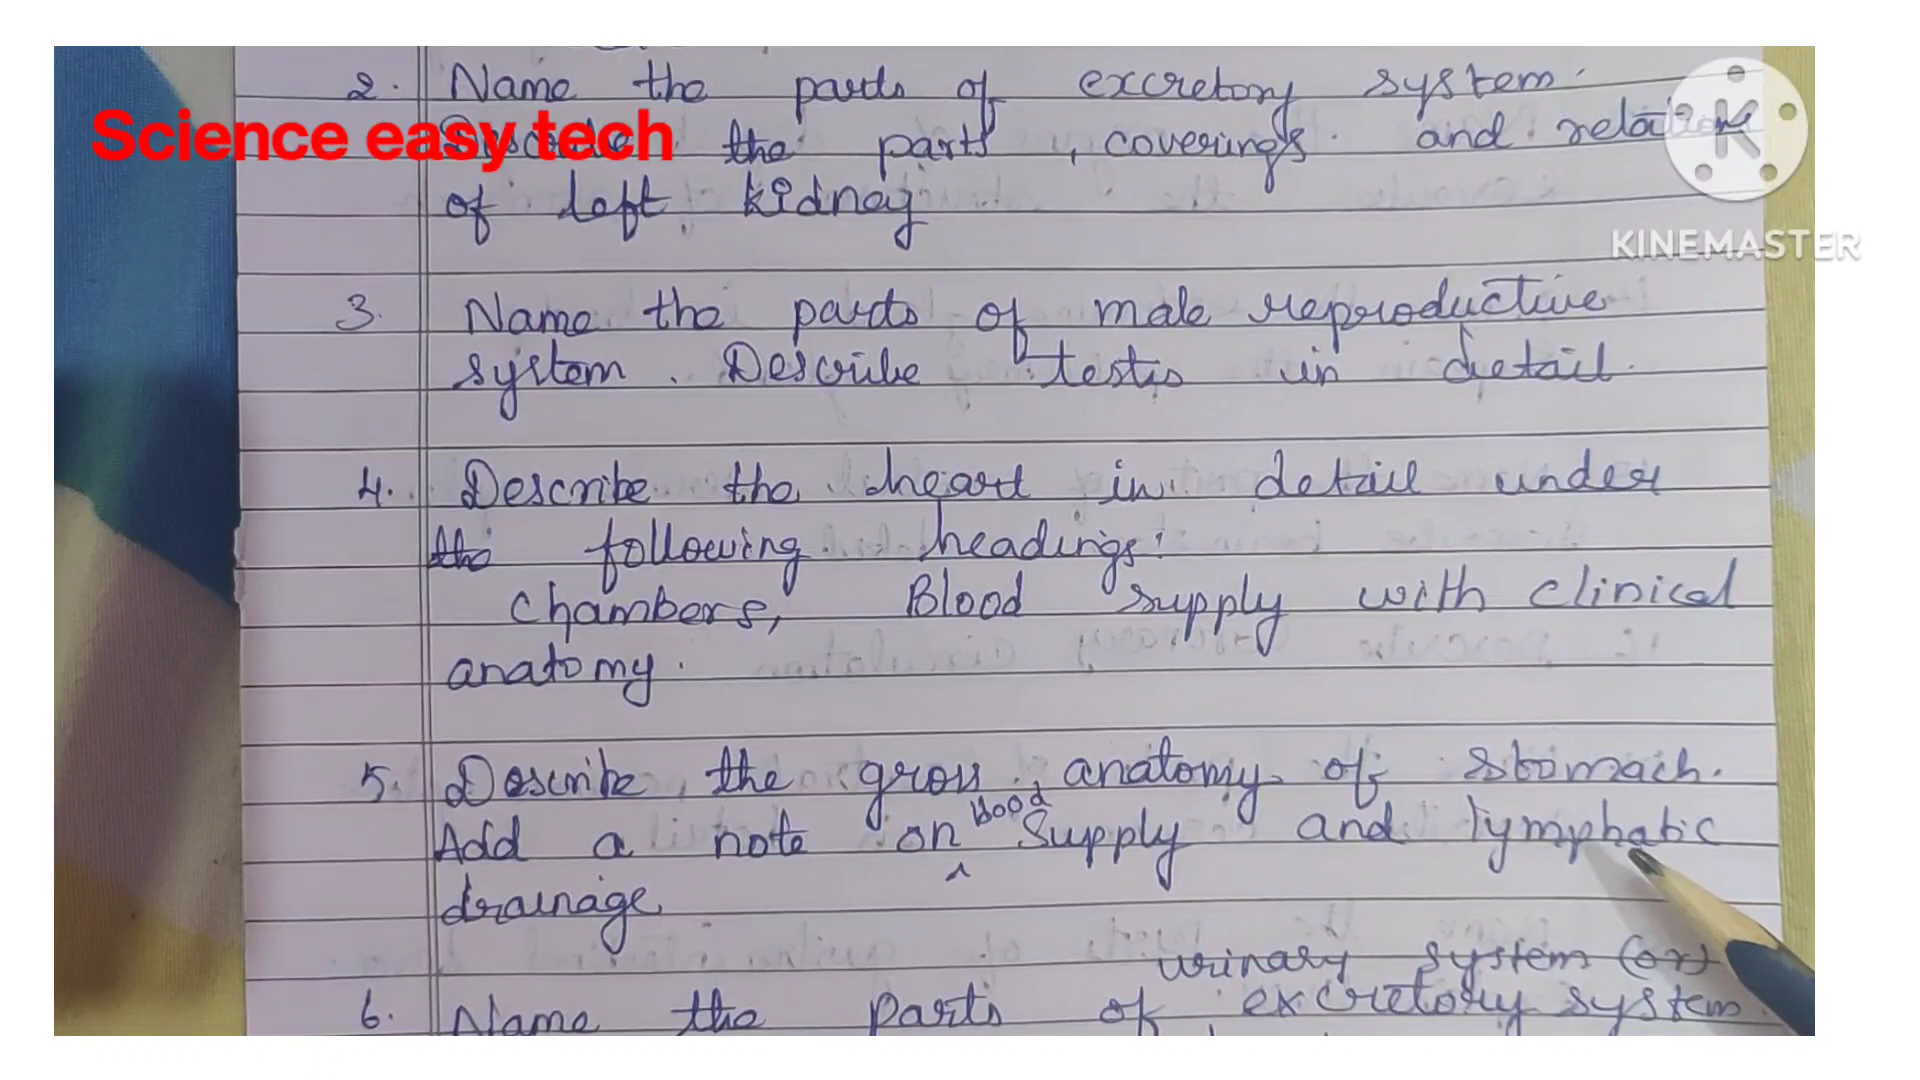 2. Name the parts of excretory system.
Science easy tech
Describe the parts, coverings and relation
KINEMASTER
of left kidney
3. Name the parts of male reproductive
system. Describe testis in detail.
4. Describe the heart in detail under
the following headings:
chambers, Blood supply with clinical
anatomy.
5. Describe the gross anatomy of stomach.
Add a note on blood supply and lymphatic
drainage
urinary system (or)
6. Name the parts of excretory system.